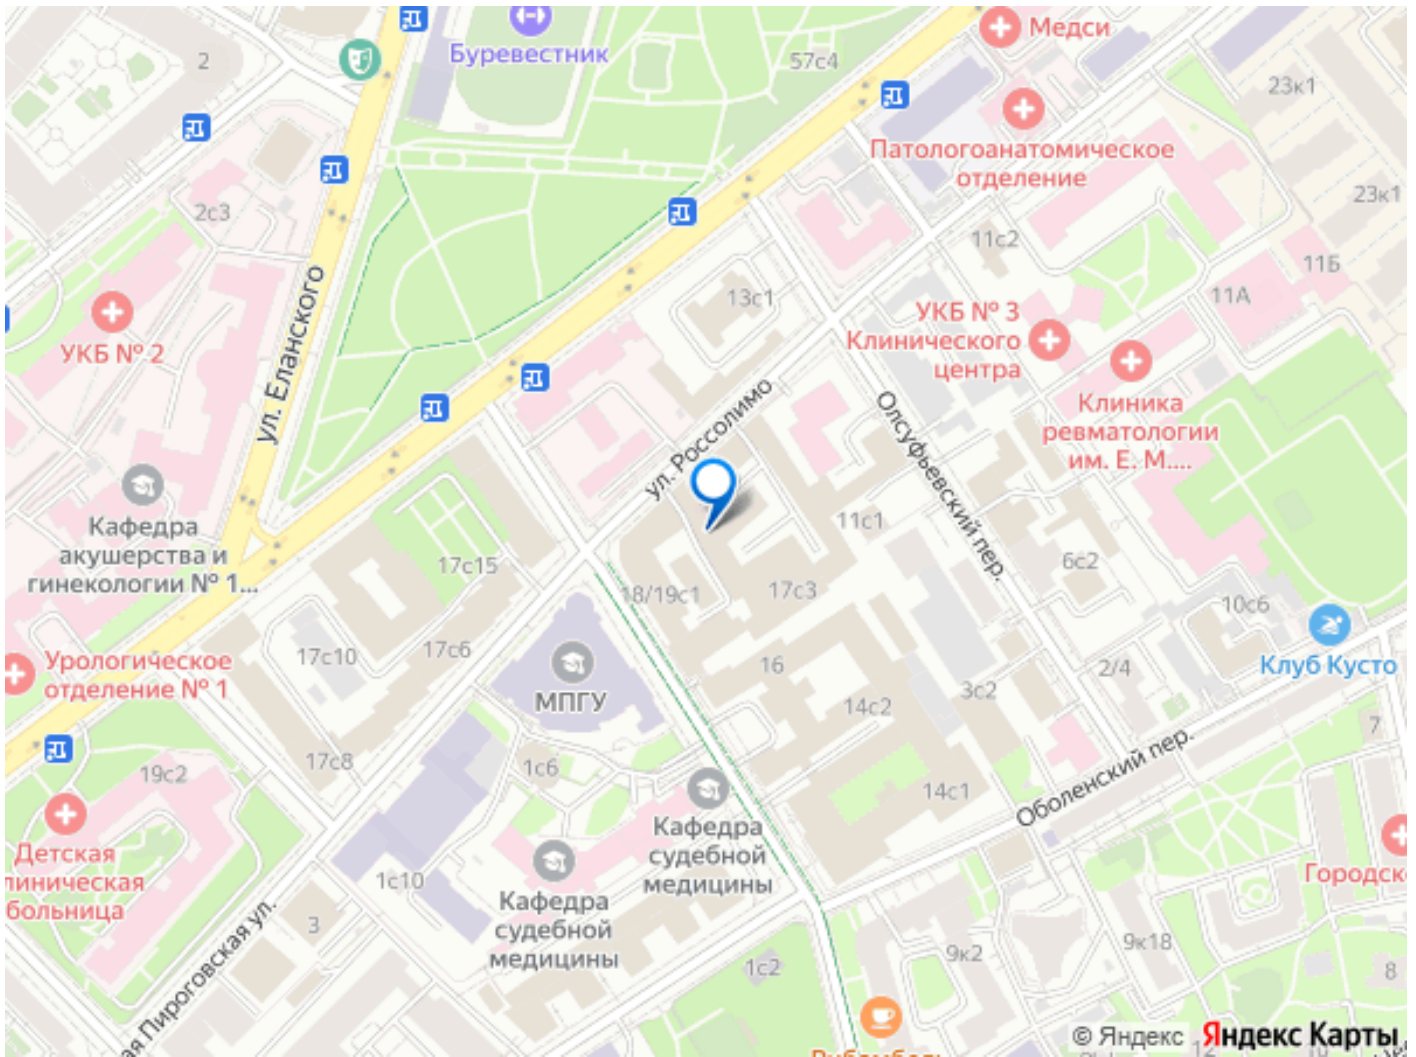 Медси
Буревестник
57с4
2
23к1
Патологоанатомическое
отделение
23к1
2с3
11с2
11Б
13с1
11А
УКБ № 3
Клинического
центра
УКБ № 2
ул. Еланского
ул. Россолимо
Олсуфьевский пер.
Клиника
ревматологии
им. Е. М....
Кафедра
акушерства и
гинекологии № 1...
11с1
17с15
6с2
18/19с1
17с3
10с6
17с10
17с6
Урологическое
отделение № 1
МПГУ
16
2/4
Клуб Кусто
3с2
14с2
7
17с8
1с6
19с2
Оболенский пер.
14с1
Детская
линическая
больница
Кафедра
судебной
медицины
1с10
Кафедра
судебной
медицины
Городск
3
ая Пироговская ул.
9к2
9к18
1с2
8
© Яндекс
Яндекс Карты
12